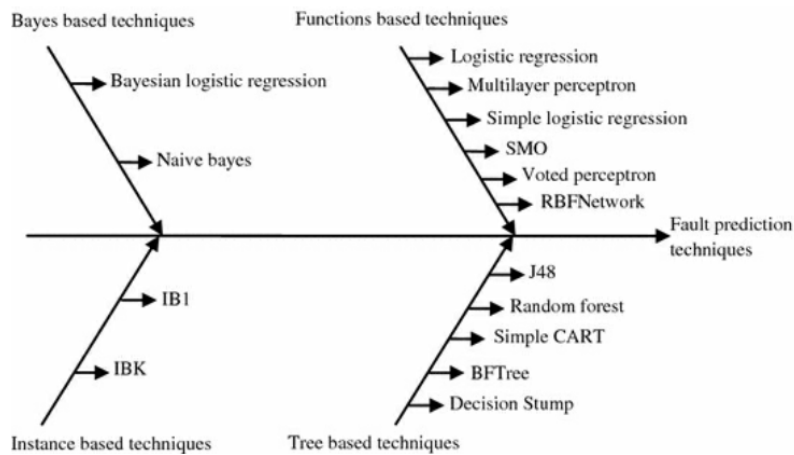 Bayes based techniques
Functions based techniques
Bayesian logistic regression
Naive bayes
Logistic regression
Multilayer perceptron
Simple logistic regression
SMO
Voted perceptron
RBFNetwork
Fault prediction
techniques
IB1
IBK
J48
Random forest
Simple CART
BFTree
Decision Stump
Instance based techniques
Tree based techniques